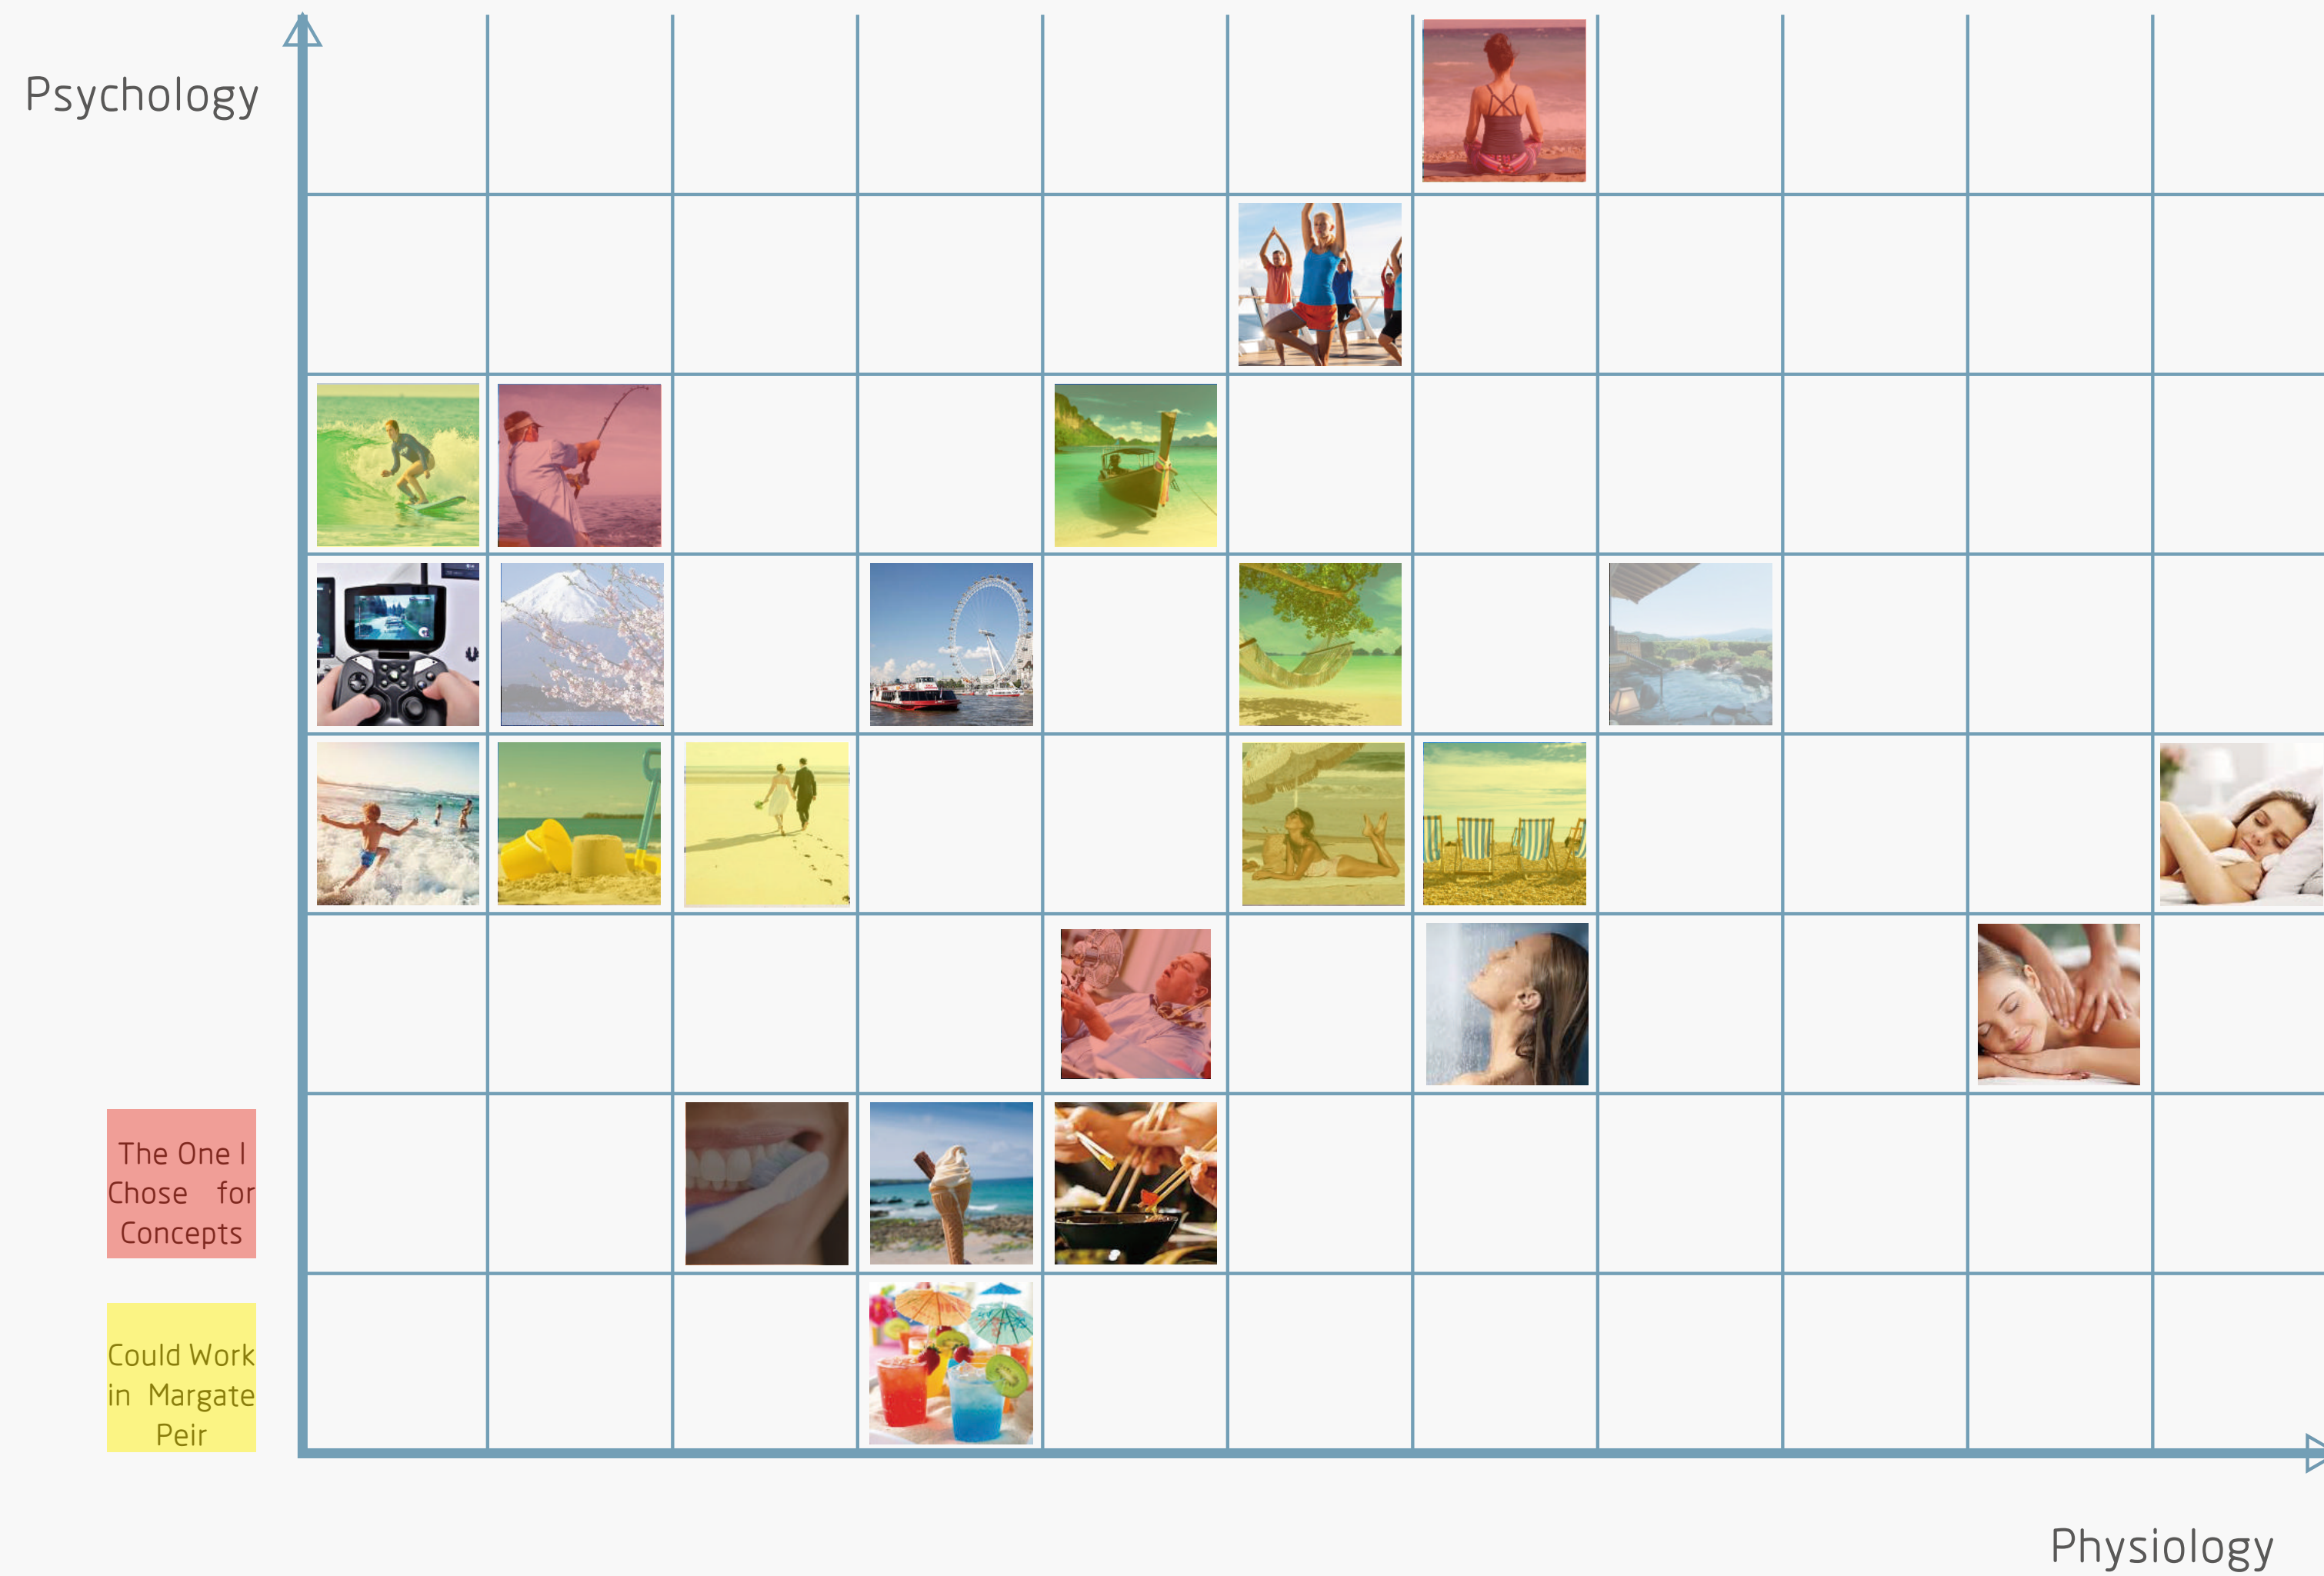 Psychology
The One I
Chose for
Concepts
Could Work
in Margate
Peir
Physiology